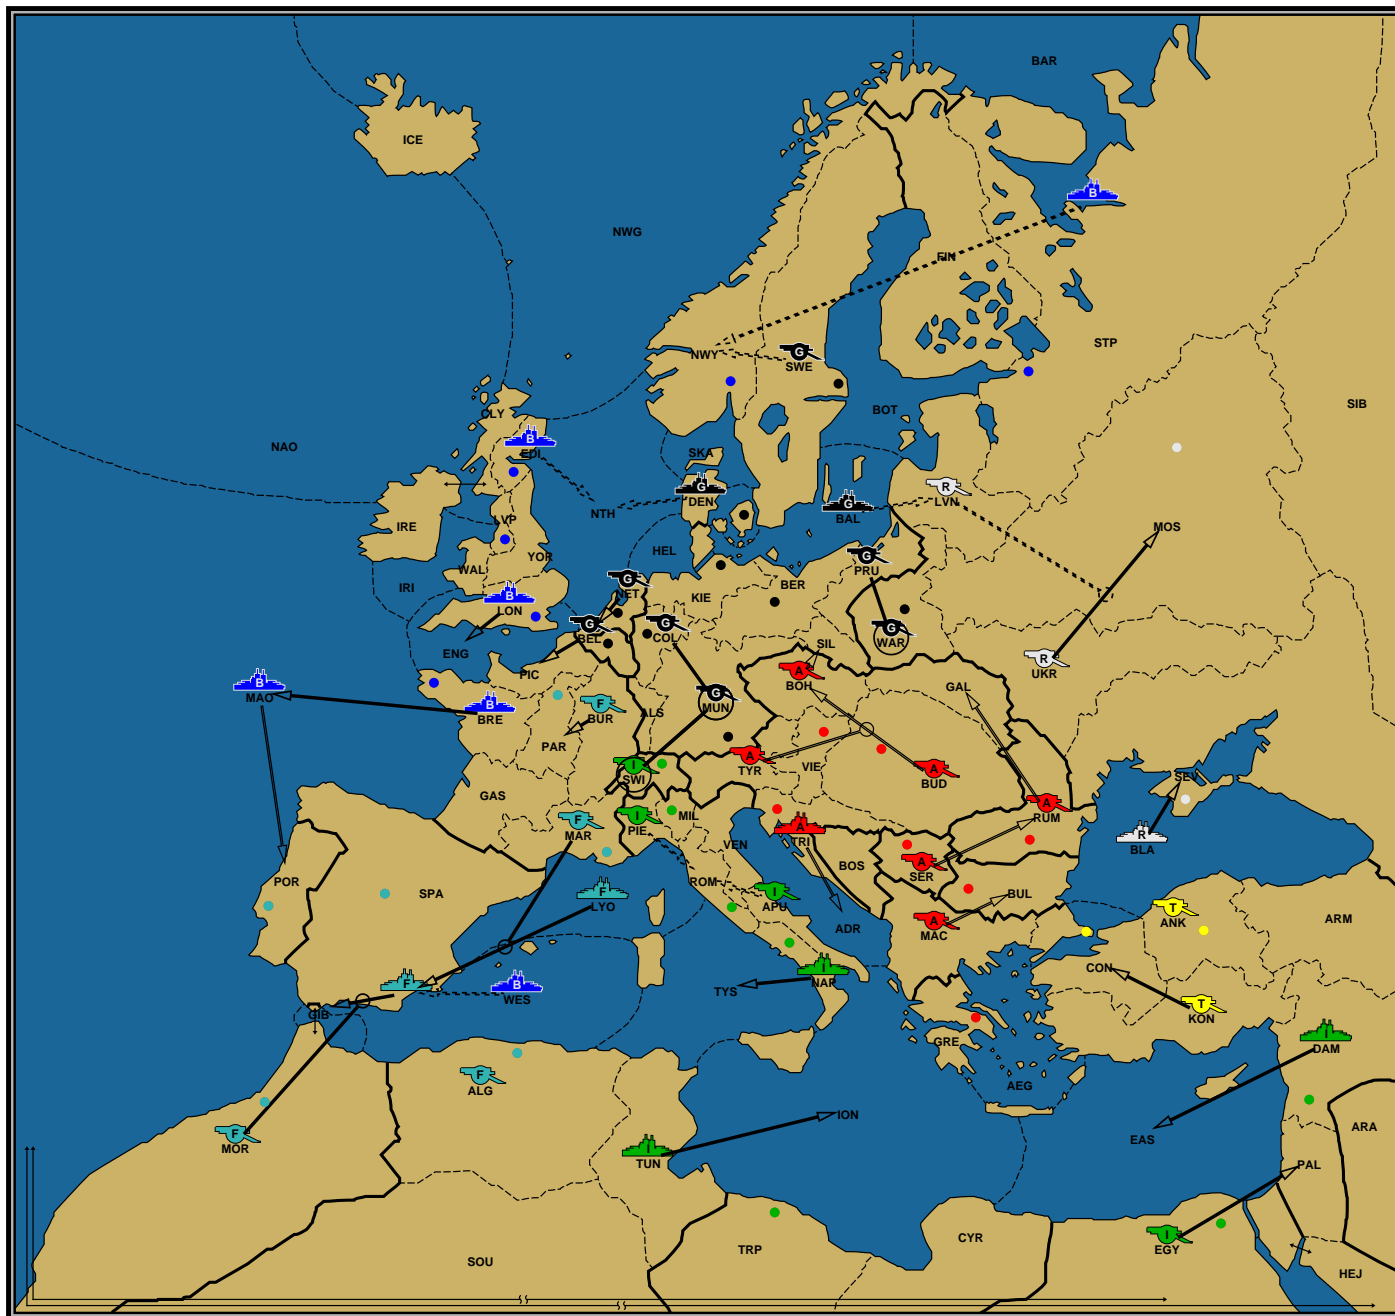 BAR
ICE
B
NWG
FIN
STP
NWY
G
SWE
SIB
CLY
BOT
NAO
B
EDI
SKA
G
DEN
G
BAL
R
LVN
NTH
LVP
IRE
MOS
YOR
HEL
G
PRU
WAL
G
NET
BER
IRI
B
LON
KIE
G
BEL
G
COL
G
WAR
SIL
ENG
R
UKR
PIC
A
BOH
B
MAO
GAL
G
MUN
B
BRE
F
BUR
ALS
PAR
A
TYR
VIE
I
SWI
A
BUD
SEV
GAS
A
RUM
F
MAR
I
PIE
MIL
A
TRI
R
BLA
VEN
BOS
A
SER
POR
SPA
ROM
F
LYO
I
APU
BUL
T
ANK
ARM
A
MAC
ADR
CON
F
B
WES
TYS
I
NAP
GIB
T
KON
I
DAM
GRE
AEG
F
ALG
ION
ARA
F
MOR
EAS
I
TUN
PAL
I
EGY
CYR
TRP
SOU
HEJ